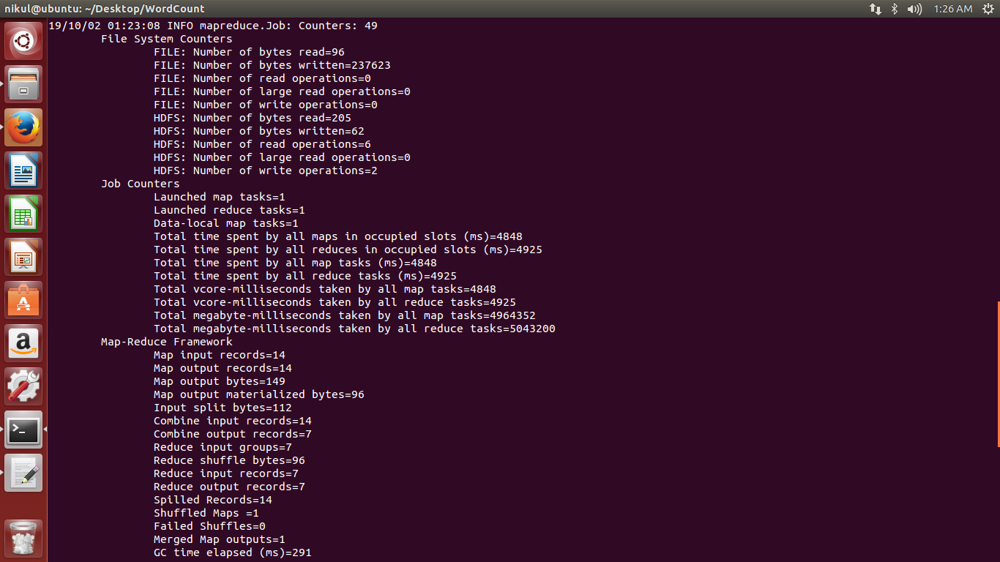 nikul@ubuntu: ~/Desktop/WordCount
1:26 AM
19/10/02 01:23:08 INFO mapreduce.Job: Counters: 49
File System Counters
FILE: Number of bytes read=96
FILE: Number of bytes written=237623
FILE: Number of read operations=0
FILE: Number of large read operations=0
FILE: Number of write operations=0
HDFS: Number of bytes read=205
HDFS: Number of bytes written=62
HDFS: Number of read operations=6
HDFS: Number of large read operations=0
HDFS: Number of write operations=2
Job Counters
Launched map tasks=1
Launched reduce tasks=1
Data-local map tasks=1
Total time spent by all maps in occupied slots (ms)=4848
Total time spent by all reduces in occupied slots (ms)=4925
Total time spent by all map tasks (ms)=4848
Total time spent by all reduce tasks (ms)=4925
Total vcore-milliseconds taken by all map tasks=4848
Total vcore-milliseconds taken by all reduce tasks=4925
Total megabyte-milliseconds taken by all map tasks=4964352
Total megabyte-milliseconds taken by all reduce tasks=5043200
Map-Reduce Framework
Map input records=14
Map output records=14
Map output bytes=149
Map output materialized bytes=96
Input split bytes=112
Combine input records=14
Combine output records=7
Reduce input groups=7
Reduce shuffle bytes=96
Reduce input records=7
Reduce output records=7
Spilled Records=14
Shuffled Maps =1
Failed Shuffles=0
Merged Map outputs=1
GC time elapsed (ms)=291